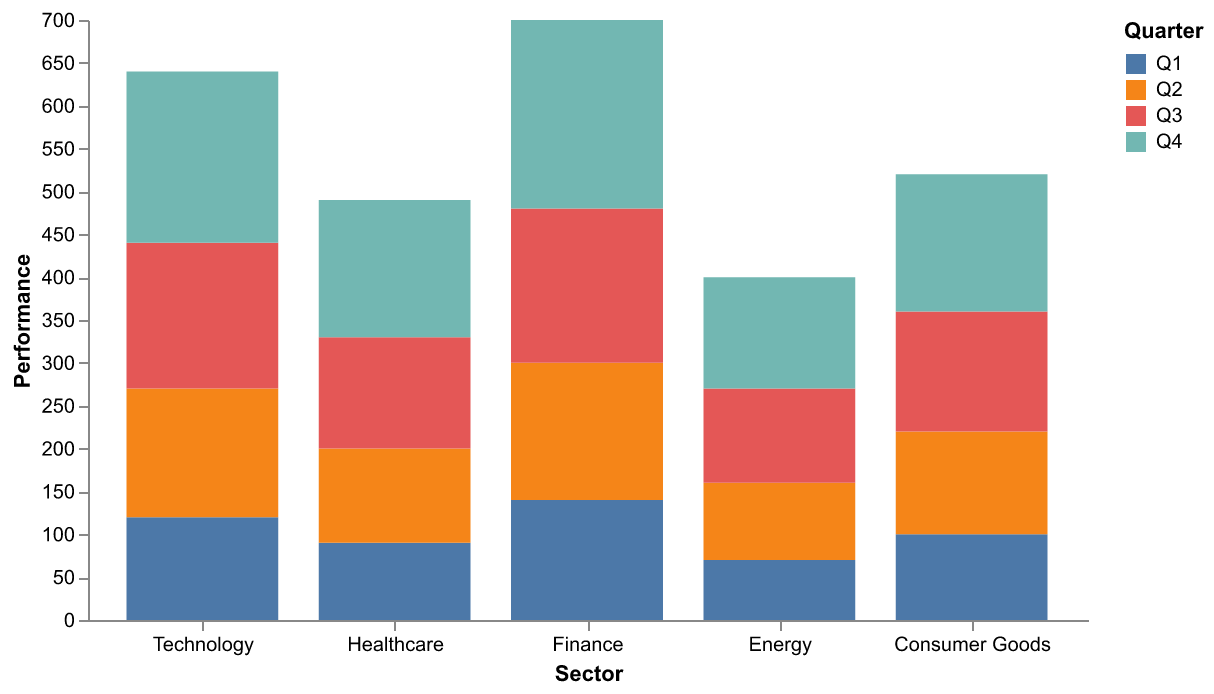 700
650
600
550
500
450
400
350
300
250
200
150
100
50
0
Performance
Technology
Healthcare
Finance
Energy
Consumer Goods
Sector
Quarter
Q1
Q2
Q3
Q4